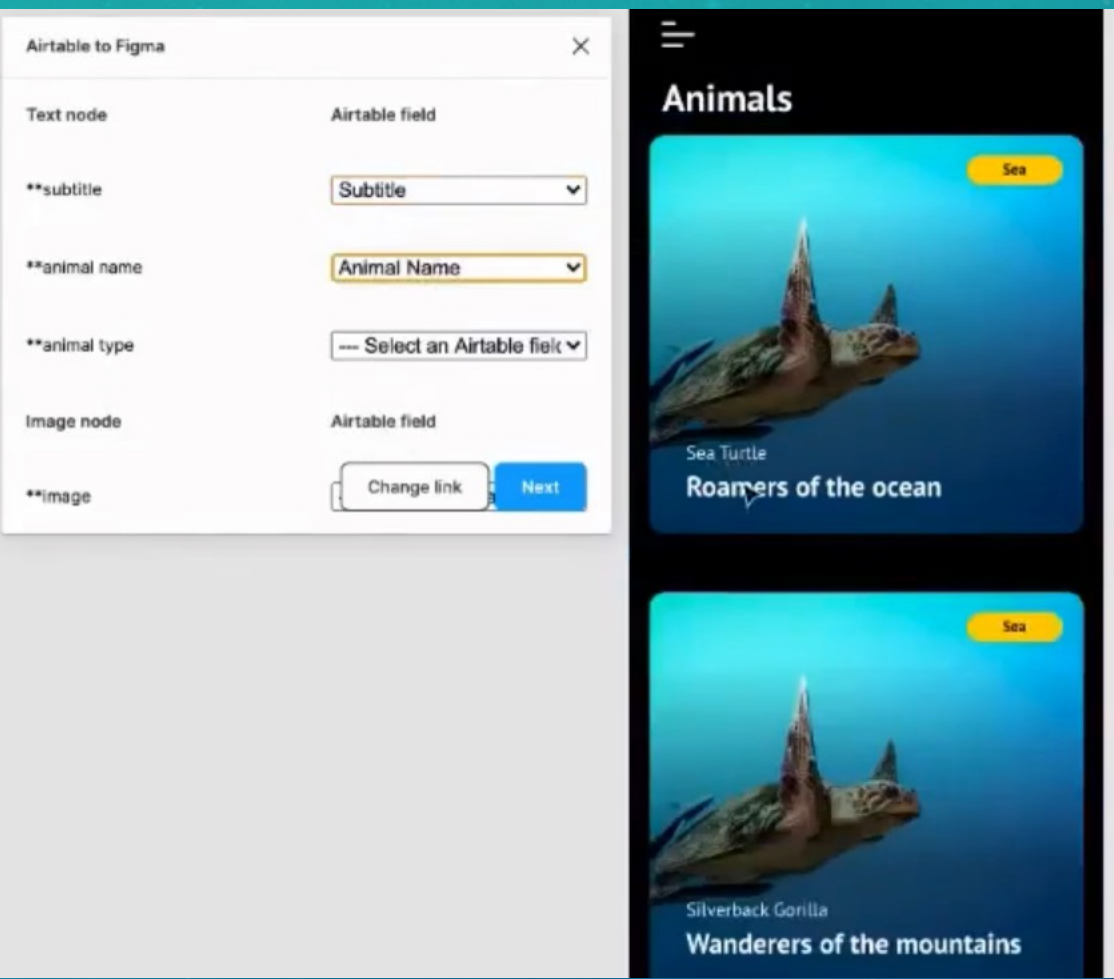 Airtable to Figma
Text node Airtable field
**subtitle Subtitle
**animal name Animal Name
**animal type --- Select an Airtable field
Image node Airtable field
**image
Change link Next
Animals
Sea
Sea Turtle
Roamers of the ocean
Sea
Silverback Gorilla
Wanderers of the mountains